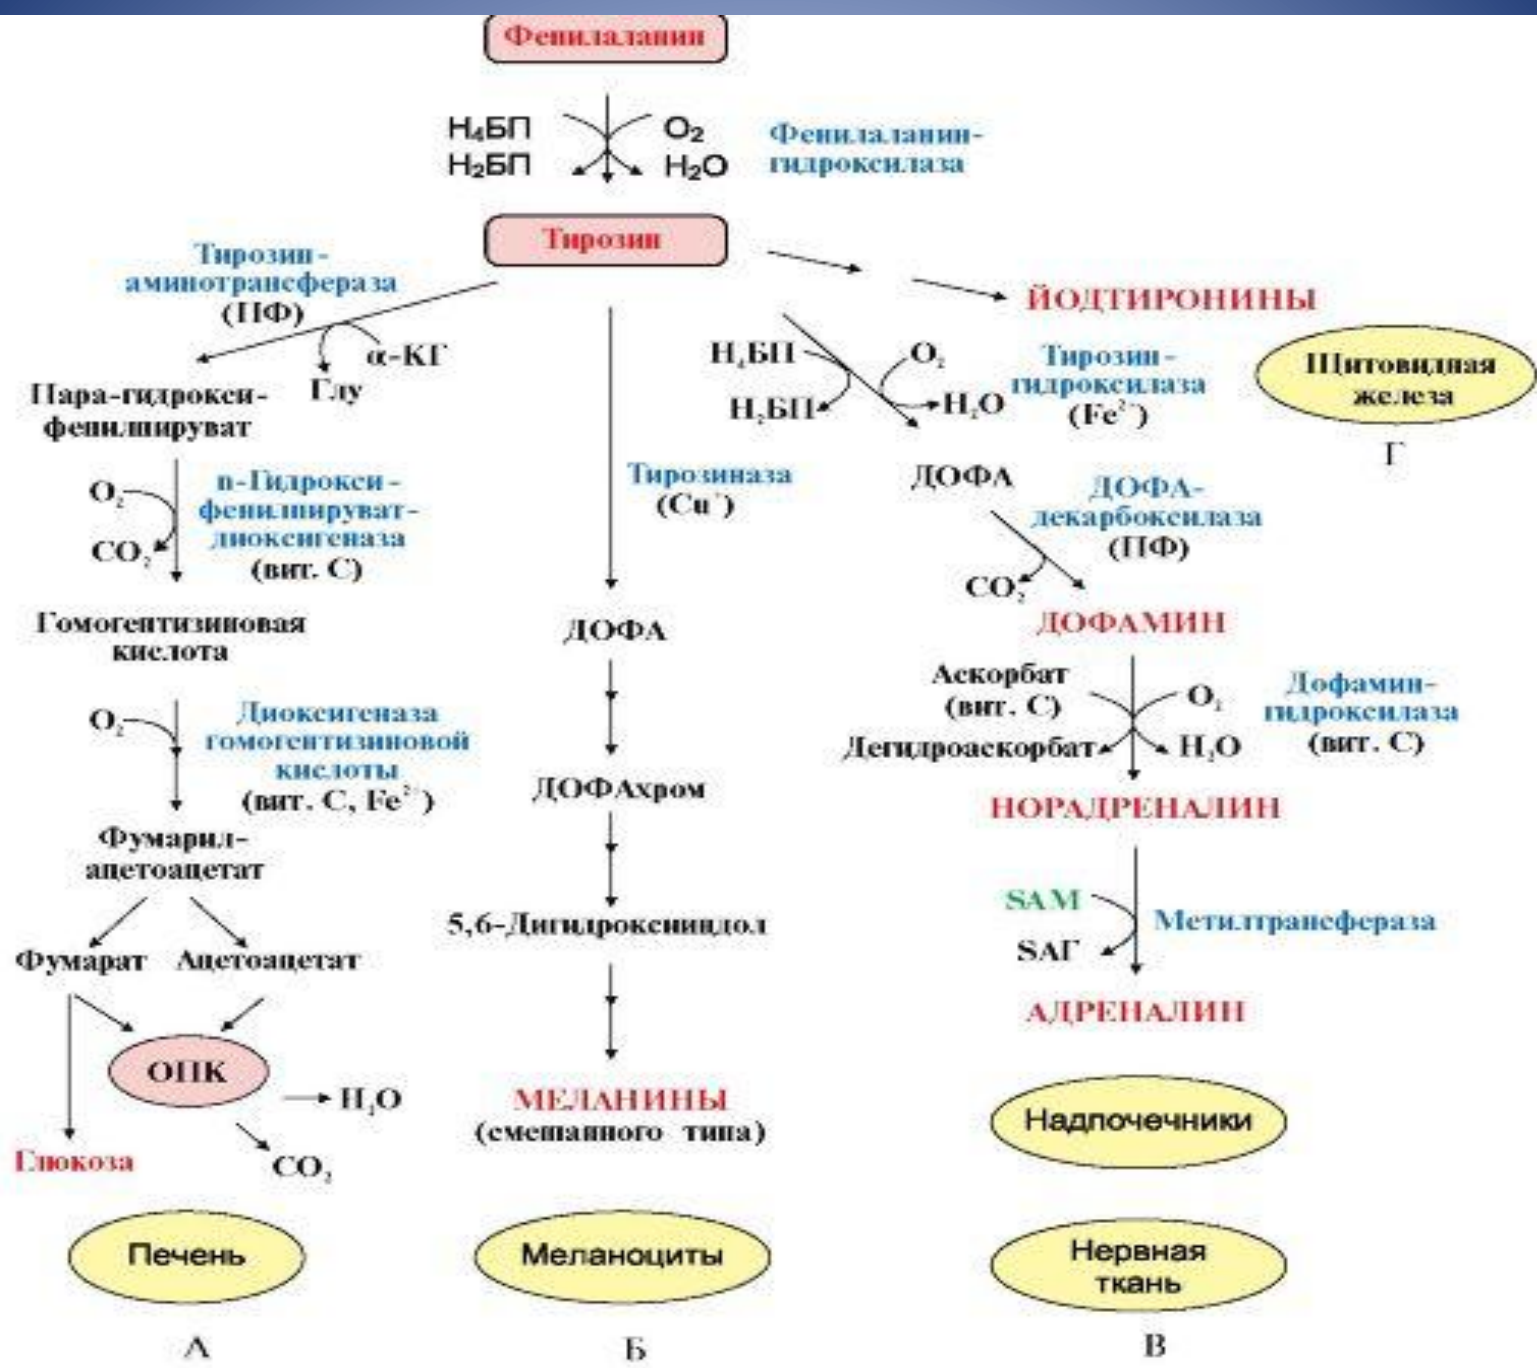 Фенилаланин
Н₄БП
О₂
Н₂БП
Н₂О
Фенилаланин-
гидроксилаза
Тирозин
Тирозин-
аминотрансфераза
(ПФ)
α-КГ
Глу
Пара-гидрокси-
фенилпируват
О₂
СО₂
п-Гидрокси-
фенилпируват-
диоксигеназа
(вит. С)
Гомогентизиновая
кислота
О₂
Диоксигеназа
гомогентизиновой
кислоты
(вит. С, Fe²⁺)
Фумарил-
ацетоацетат
Фумарат
Ацетоацетат
ОПК
Н₂О
СО₂
Глюкоза
Печень
А
Тирозиназа
(Cu⁺)
ДОФА
ДОФАхром
5,6-Дигидроксииндол
МЕЛАНИНЫ
(смешанного типа)
Меланоциты
Б
Н₄БП
О₂
Н₂БП
Н₂О
Тирозин-
гидроксилаза
(Fe²⁺)
ДОФА
ДОФА-
декарбоксилаза
(ПФ)
СО₂
ДОФАМИН
Аскорбат
(вит. С)
О₂
Дегидроаскорбат
Н₂О
Дофамин-
гидроксилаза
(вит. С)
НОРАДРЕНАЛИН
SAM
SAГ
Метилтрансфераза
АДРЕНАЛИН
Надпочечники
Нервная
ткань
В
ЙОДТИРОНИНЫ
Щитовидная
железа
Г